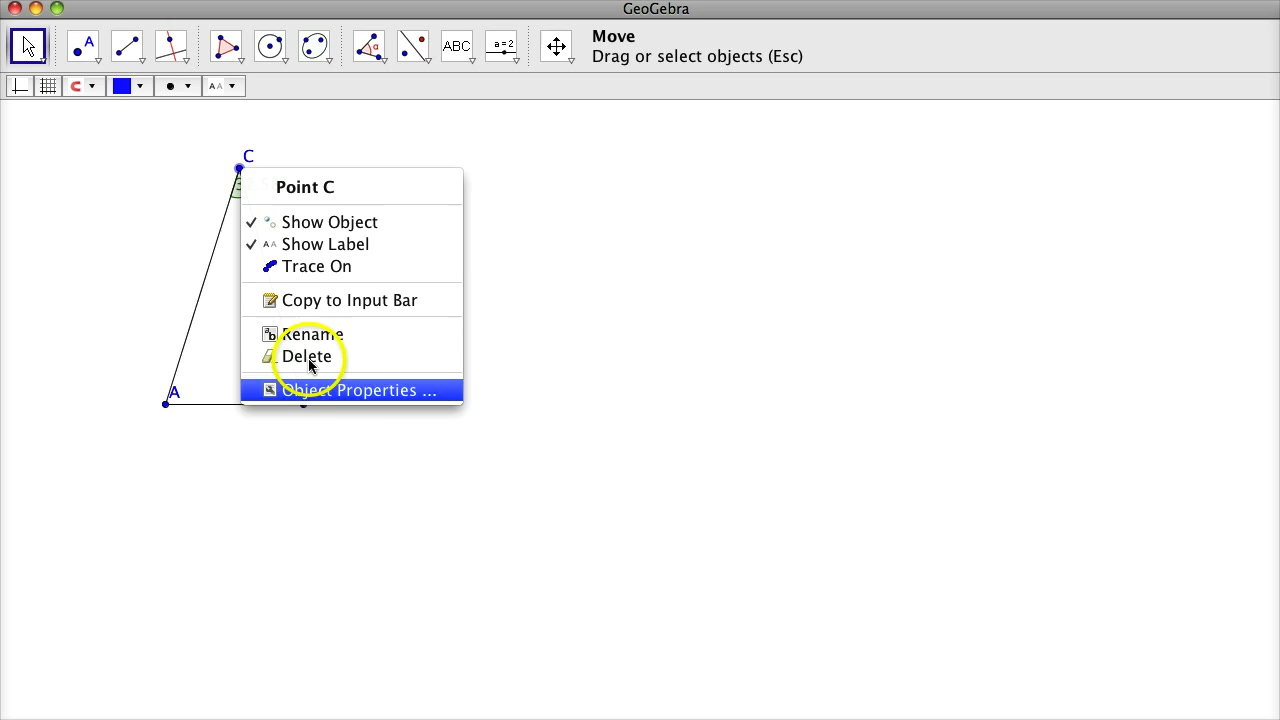 GeoGebra
A
α
ABC
a=2
Move
Drag or select objects (Esc)
A A
C
Point C
Show Object
A A
Show Label
Trace On
Copy to Input Bar
ab
Rename
Delete
Object Properties ...
A